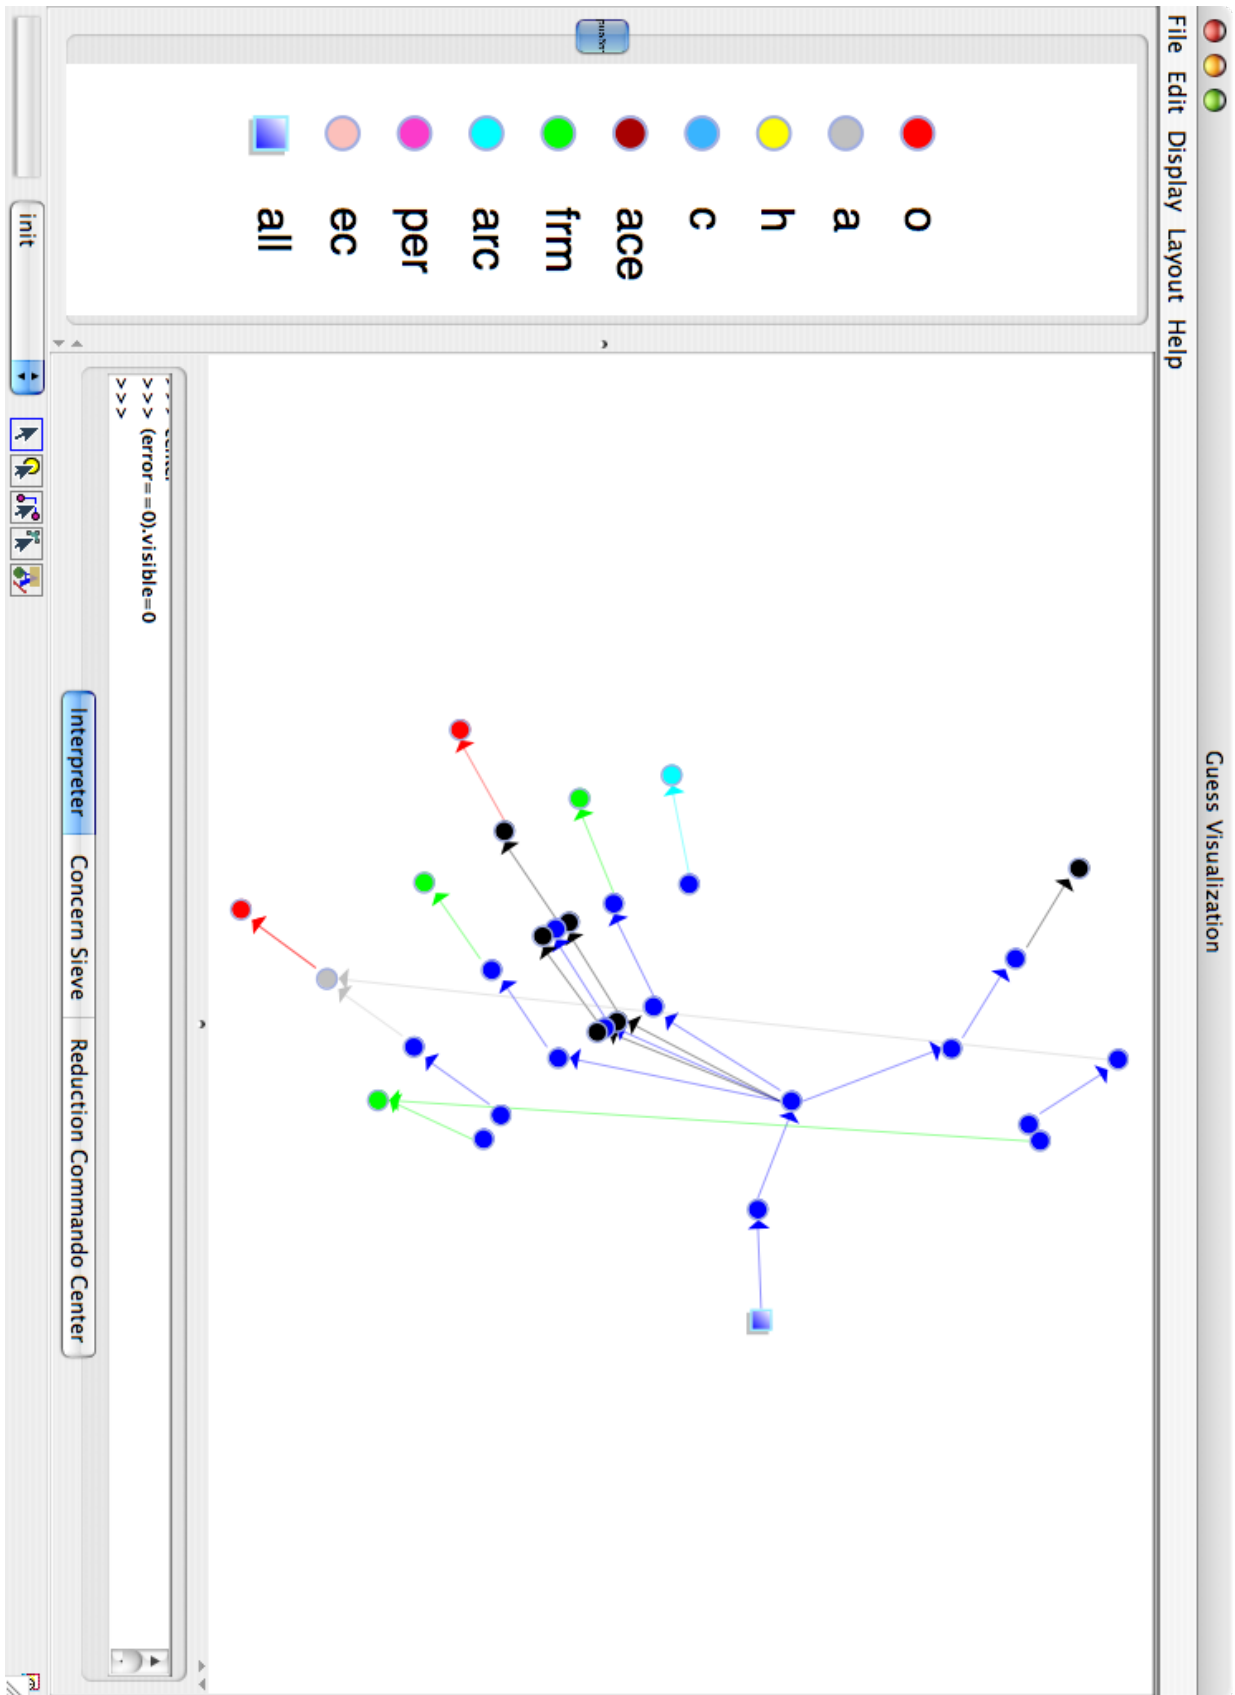 Guess Visualization
File Edit Display Layout Help
o
a
h
c
ace
frm
arc
per
ec
all
>>> (error==0).visible=0
>>>
Interpreter Concern Sieve Reduction Commando Center
init